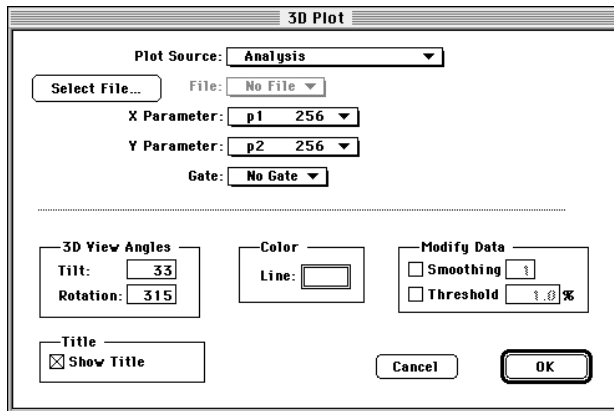 3D Plot
Plot Source: Analysis
Select File... File: No File
X Parameter: p1 256
Y Parameter: p2 256
Gate: No Gate
3D View Angles
Tilt: 33
Rotation: 315
Color
Line:
Modify Data
Smoothing 1
Threshold 1.0 %
Title
Show Title
Cancel OK